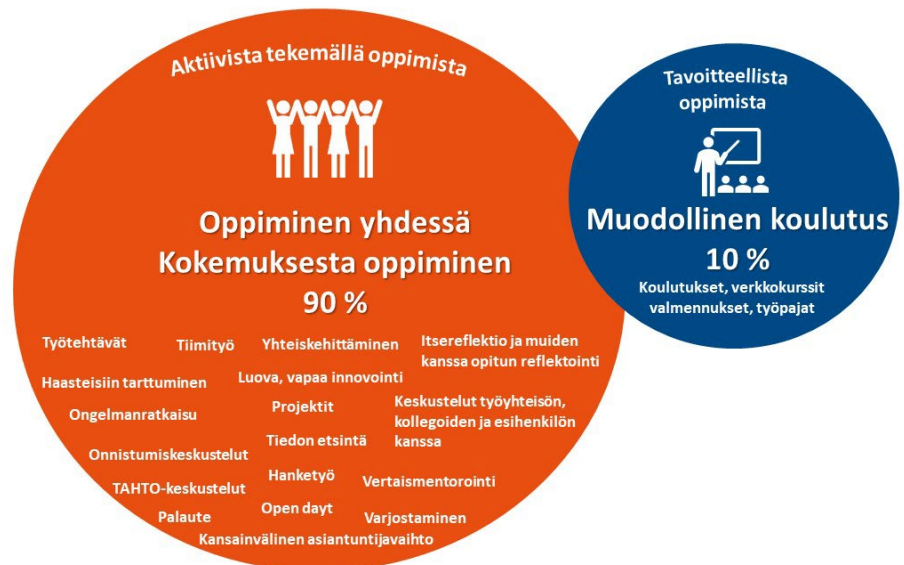 Aktiivista tekemällä oppimista
Oppiminen yhdessä
Kokemuksesta oppiminen
90 %
Työtehtävät
Tiimityö
Yhteiskehittäminen
Itsereflektio ja muiden
kanssa opitun reflektointi
Haasteisiin tarttuminen
Luova, vapaa innovointi
Ongelmanratkaisu
Projektit
Keskustelut työyhteisön,
kollegoiden ja esihenkilön
kanssa
Tiedon etsintä
Onnistumiskeskustelut
Hanketyö
Vertaismentorointi
TAHTO-keskustelut
Open dayt
Palaute
Varjostaminen
Kansainvälinen asiantuntijavaihto
Tavoitteellista
oppimista
Muodollinen koulutus
10 %
Koulutukset, verkkokurssit
valmennukset, työpajat